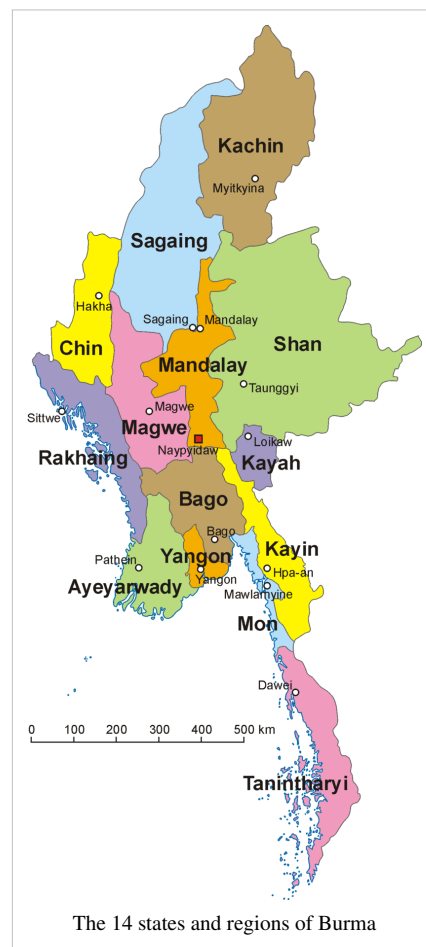 Kachin
Myitkyina
Sagaing
Hakha
Sagaing
Mandalay
Chin
Mandalay
Shan
Taunggyi
Magwe
Sittwe
Magwe
Loikaw
Rakhaing
Naypyidaw
Kayah
Bago
Bago
Kayin
Pathein
Yangon
Hpa-an
Yangon
Ayeyarwady
Mawlamyine
Mon
Dawei
0 100 200 300 400 500 km
Tanintharyi
The 14 states and regions of Burma